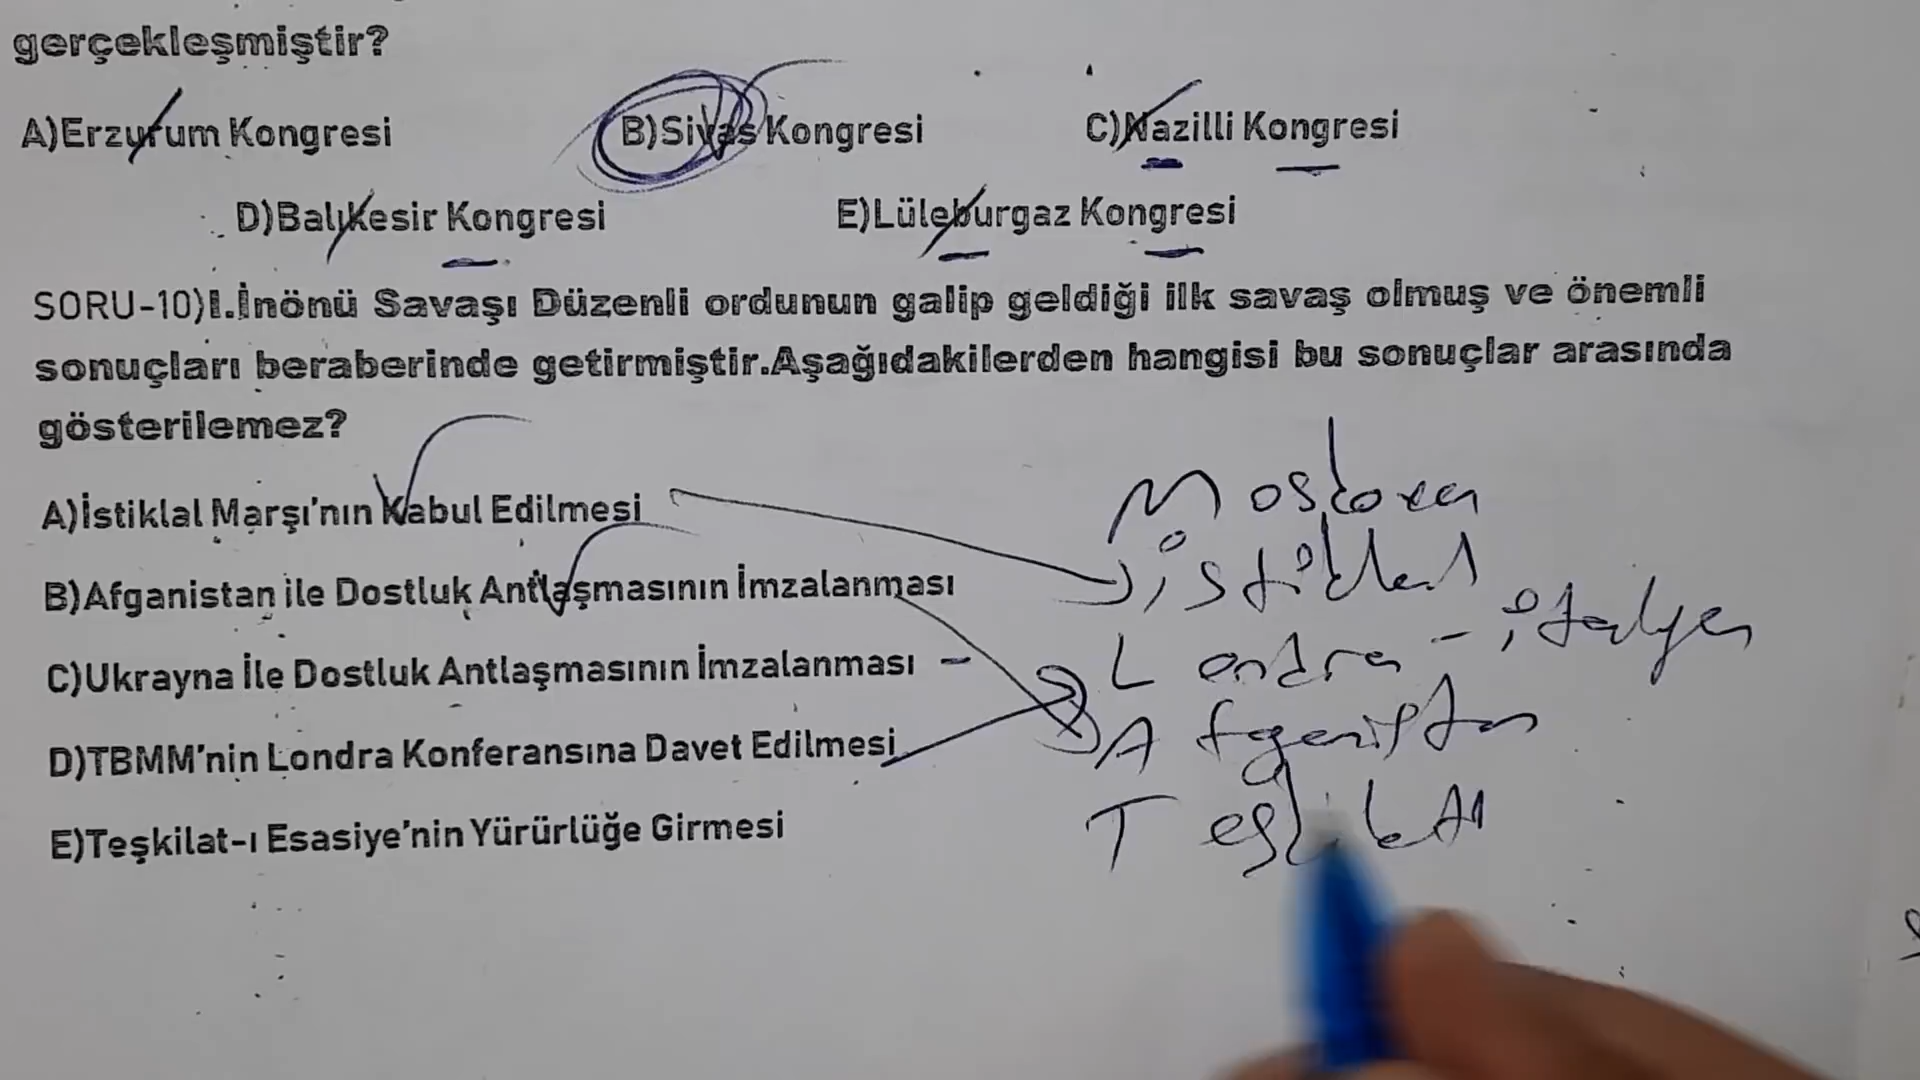 gerçekleşmiştir?
A)Erzurum Kongresi B)Sivas Kongresi C)Nazilli Kongresi
D)Balıkesir Kongresi E)Lüleburgaz Kongresi
SORU-10)I.İnönü Savaşı Düzenli ordunun galip geldiği ilk savaş olmuş ve önemli
sonuçları beraberinde getirmiştir.Aşağıdakilerden hangisi bu sonuçlar arasında
gösterilemez?
A)İstiklal Marşı'nın Kabul Edilmesi
B)Afganistan ile Dostluk Antlaşmasının İmzalanması
C)Ukrayna İle Dostluk Antlaşmasının İmzalanması -
D)TBMM'nin Londra Konferansına Davet Edilmesi
E)Teşkilat-ı Esasiye'nin Yürürlüğe Girmesi
Moskova
istiklal
Londra - italya
Afganistan